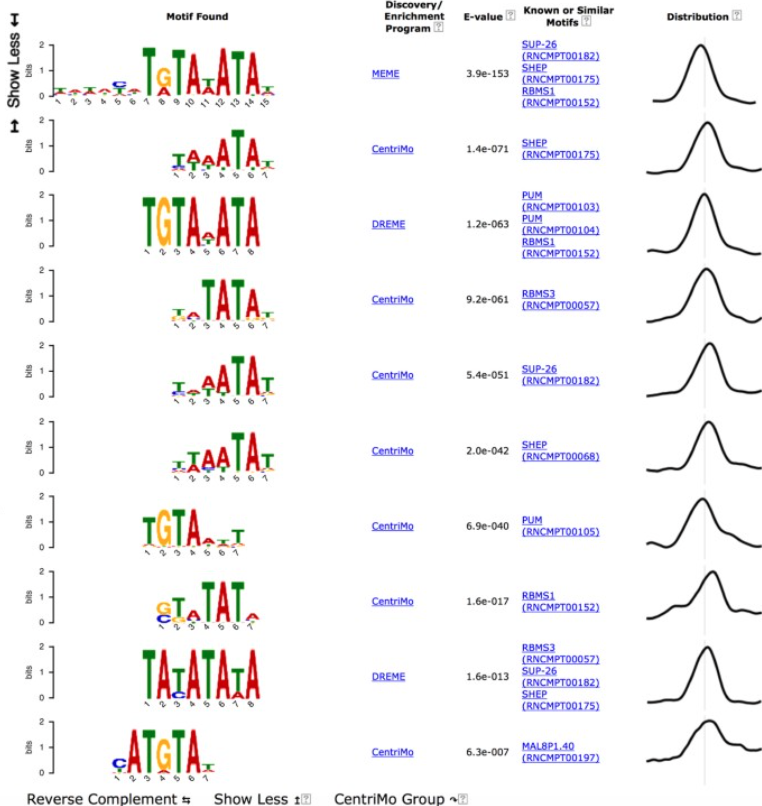 Motif Found
Discovery/
Enrichment
Program
E-value
Known or Similar
Motifs
Distribution
Show Less
MEME
3.9e-153
SUP-26
(RNCMPT00182)
SHEP
(RNCMPT00175)
RBMS1
(RNCMPT00152)
CentriMo
1.4e-071
SHEP
(RNCMPT00175)
DREME
1.2e-063
PUM
(RNCMPT00103)
PUM
(RNCMPT00104)
RBMS1
(RNCMPT00152)
CentriMo
9.2e-061
RBMS3
(RNCMPT00057)
CentriMo
5.4e-051
SUP-26
(RNCMPT00182)
CentriMo
2.0e-042
SHEP
(RNCMPT00068)
CentriMo
6.9e-040
PUM
(RNCMPT00105)
CentriMo
1.6e-017
RBMS1
(RNCMPT00152)
DREME
1.6e-013
RBMS3
(RNCMPT00057)
SUP-26
(RNCMPT00182)
SHEP
(RNCMPT00175)
CentriMo
6.3e-007
MAL8P1.40
(RNCMPT00197)
Reverse Complement Show Less CentriMo Group